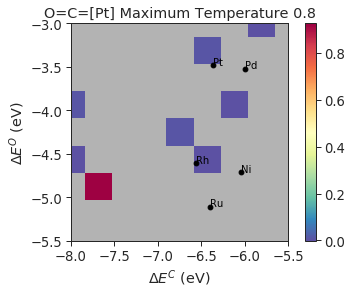 O=C=[Pt] Maximum Temperature 0.8
−3.0
−3.5
−4.0
−4.5
−5.0
−5.5
ΔE^O (eV)
Pt
Pd
Rh
Ni
Ru
−8.0 −7.5 −7.0 −6.5 −6.0 −5.5
ΔE^C (eV)
0.8
0.6
0.4
0.2
0.0